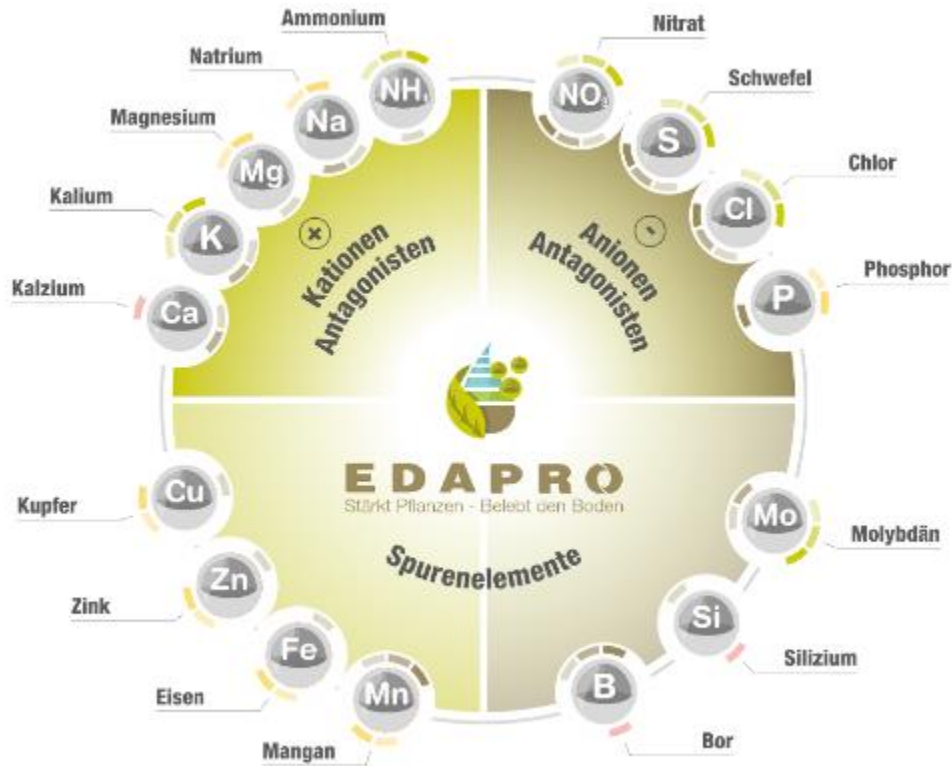 Ammonium
NH₄
Natrium
Na
Magnesium
Mg
Kalium
K
Kalzium
Ca
Nitrat
NO₃
Schwefel
S
Chlor
Cl
Phosphor
P
Kationen
Antagonisten
Anionen
Antagonisten
EDAPRO
Stärkt Pflanzen - Belebt den Boden
Spurenelemente
Cu
Kupfer
Zn
Zink
Fe
Eisen
Mn
Mangan
Mo
Molybdän
Si
Silizium
B
Bor